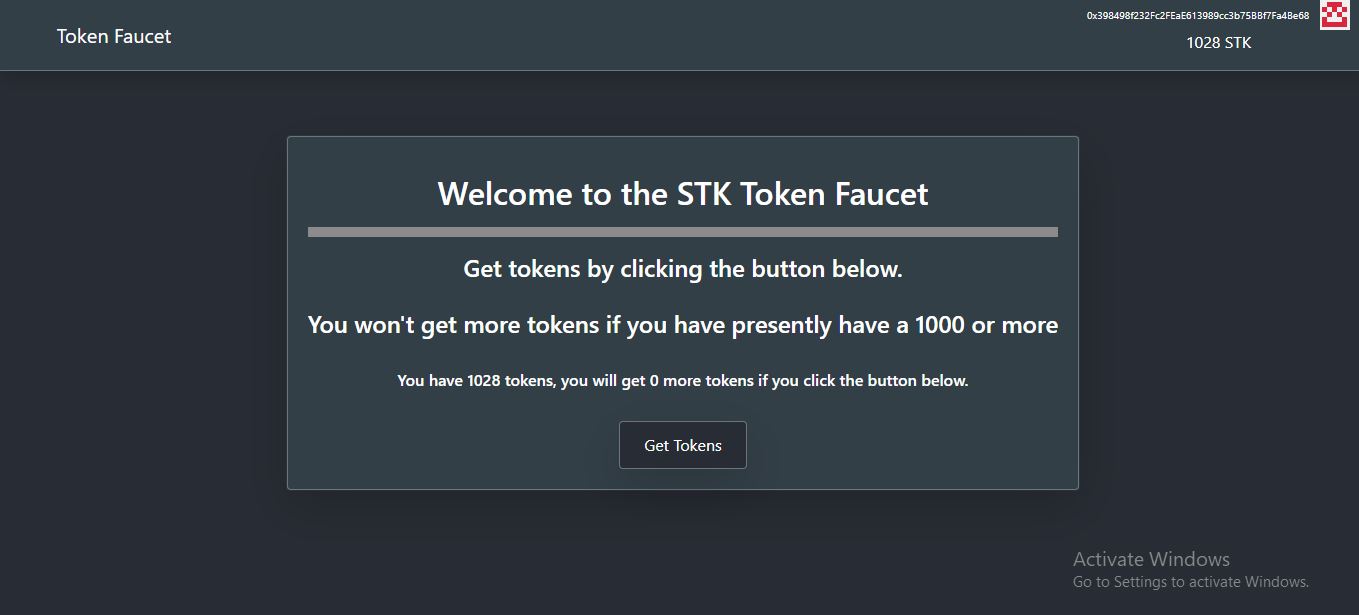 Token Faucet
0x398498f232Fc2FEaE613989cc3b75BBf7Fa4Be68
1028 STK
Welcome to the STK Token Faucet
Get tokens by clicking the button below.
You won't get more tokens if you have presently have a 1000 or more
You have 1028 tokens, you will get 0 more tokens if you click the button below.
Get Tokens
Activate Windows
Go to Settings to activate Windows.